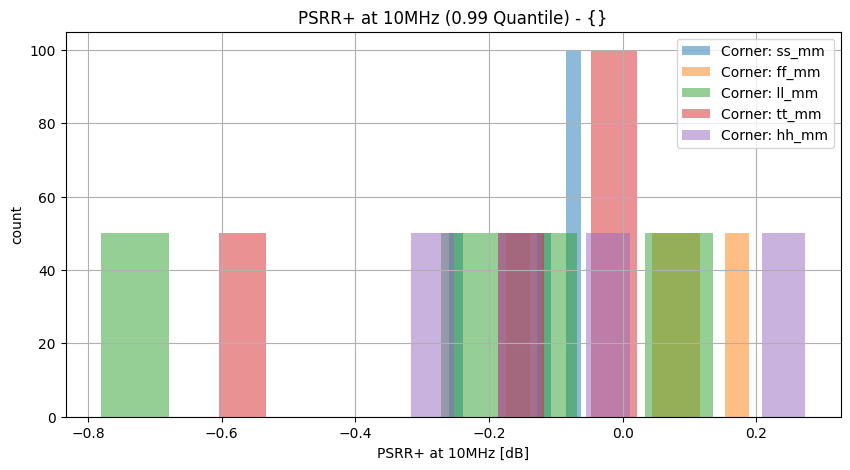 PSRR+ at 10MHz (0.99 Quantile) - {}
100
80
60
40
20
0
count
Corner: ss_mm
Corner: ff_mm
Corner: ll_mm
Corner: tt_mm
Corner: hh_mm
−0.8 −0.6 −0.4 −0.2 0.0 0.2
PSRR+ at 10MHz [dB]